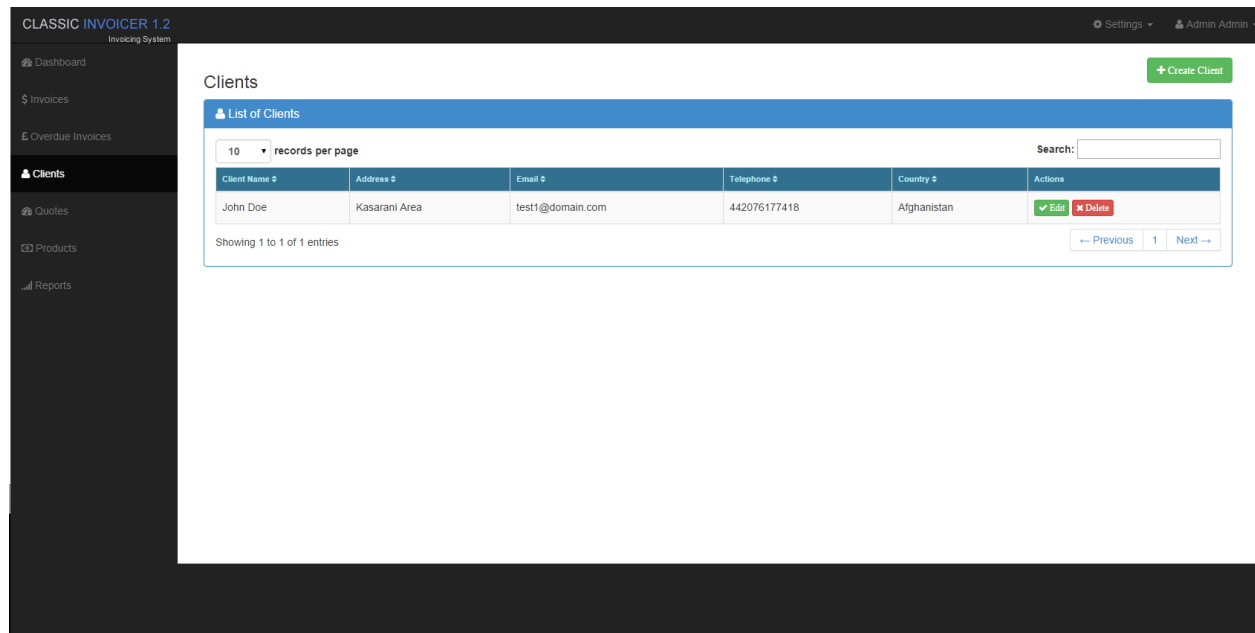 CLASSIC INVOICER 1.2
Invoicing System
Settings
Admin Admin
Dashboard
$ Invoices
£ Overdue Invoices
Clients
Quotes
Products
Reports
Clients
+ Create Client
List of Clients
10 records per page
Search:
Client Name Address Email Telephone Country Actions
John Doe Kasarani Area test1@domain.com 442076177418 Afghanistan Edit Delete
Showing 1 to 1 of 1 entries
← Previous 1 Next →